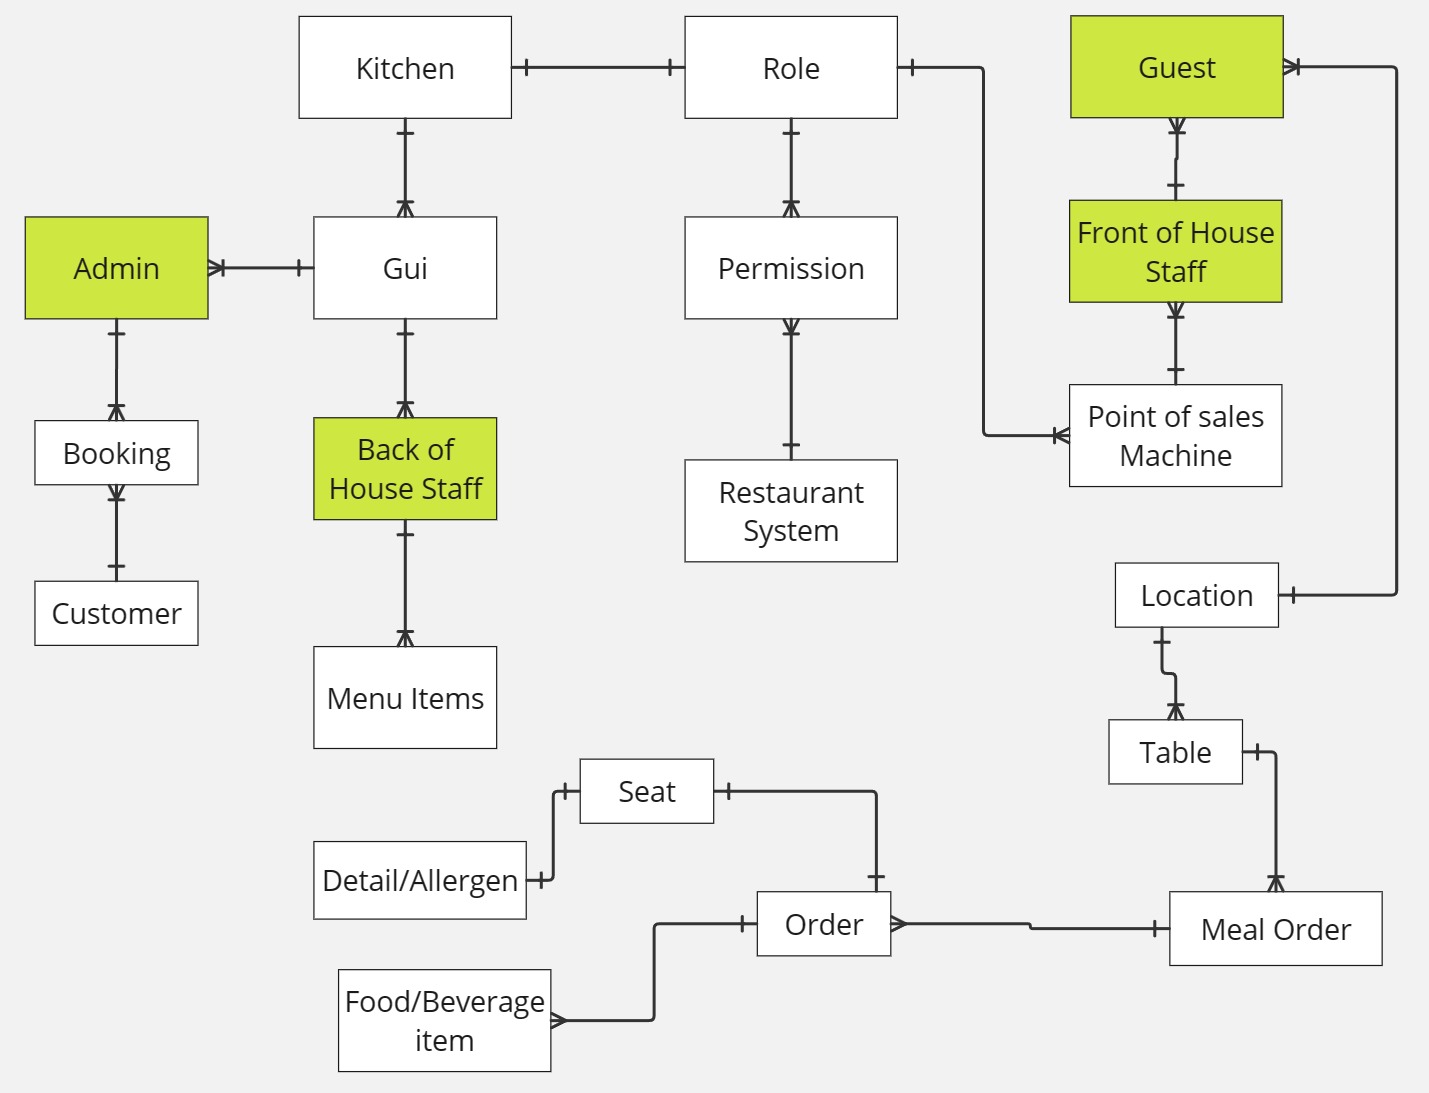 Kitchen
Role
Guest
Admin
Gui
Permission
Front of House
Staff
Booking
Back of
House Staff
Point of sales
Machine
Restaurant
System
Customer
Location
Menu Items
Table
Seat
Detail/Allergen
Order
Meal Order
Food/Beverage
item